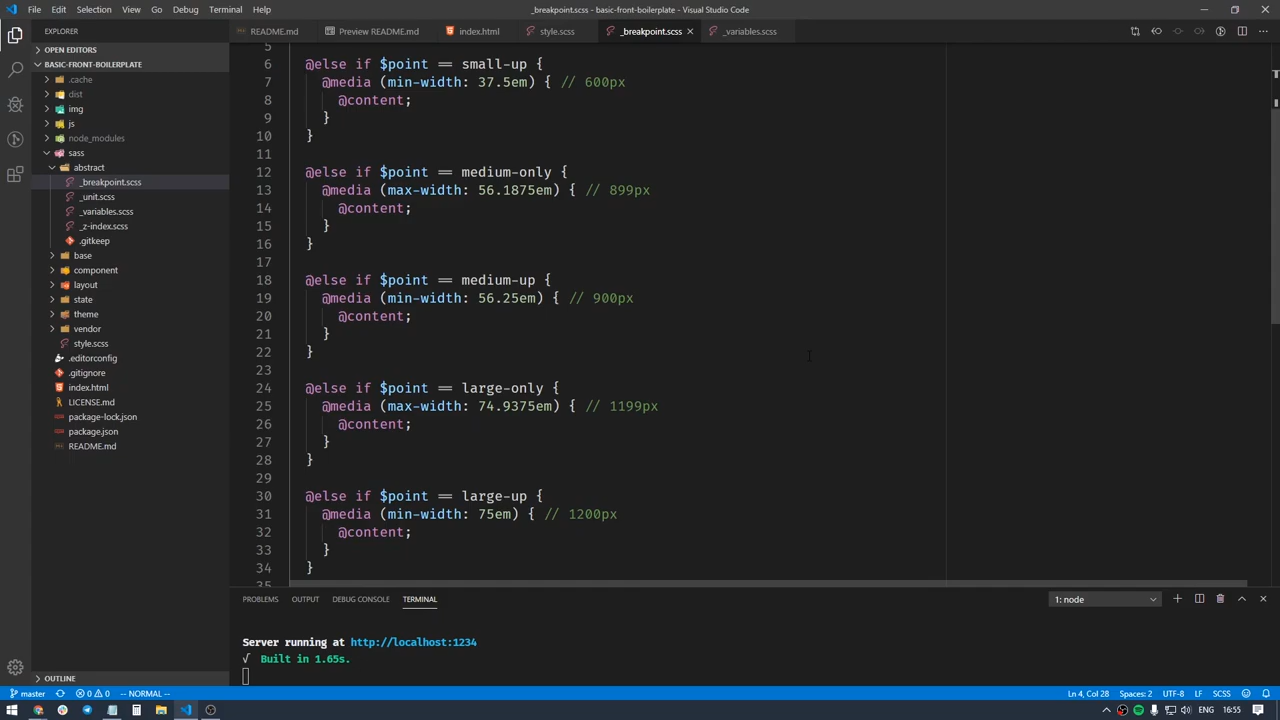 File Edit Selection View Go Debug Terminal Help
_breakpoint.scss - basic-front-boilerplate - Visual Studio Code
EXPLORER
OPEN EDITORS
BASIC-FRONT-BOILERPLATE
.cache
dist
img
js
node_modules
sass
abstract
_breakpoint.scss
_unit.scss
_variables.scss
_z-index.scss
.gitkeep
base
component
layout
state
theme
vendor
style.scss
.editorconfig
.gitignore
index.html
LICENSE.md
package-lock.json
package.json
README.md
OUTLINE
README.md Preview README.md index.html style.scss _breakpoint.scss _variables.scss
5
6 @else if $point == small-up {
7 @media (min-width: 37.5em) { // 600px
8 @content;
9 }
10 }
11
12 @else if $point == medium-only {
13 @media (max-width: 56.1875em) { // 899px
14 @content;
15 }
16 }
17
18 @else if $point == medium-up {
19 @media (min-width: 56.25em) { // 900px
20 @content;
21 }
22 }
23
24 @else if $point == large-only {
25 @media (max-width: 74.9375em) { // 1199px
26 @content;
27 }
28 }
29
30 @else if $point == large-up {
31 @media (min-width: 75em) { // 1200px
32 @content;
33 }
34 }
35
PROBLEMS OUTPUT DEBUG CONSOLE TERMINAL
1: node
Server running at http://localhost:1234
√ Built in 1.65s.
master 0 0 -- NORMAL --
Ln 4, Col 28 Spaces: 2 UTF-8 LF SCSS
ENG 16:55